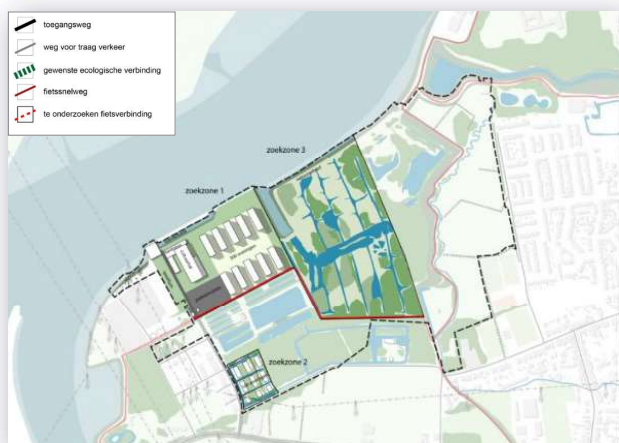 toegangsweg
weg voor traag verkeer
gewenste ecologische verbinding
fietssnelweg
te onderzoeken fietsverbinding
zoekzone 3
zoekzone 1
zoekzone 2